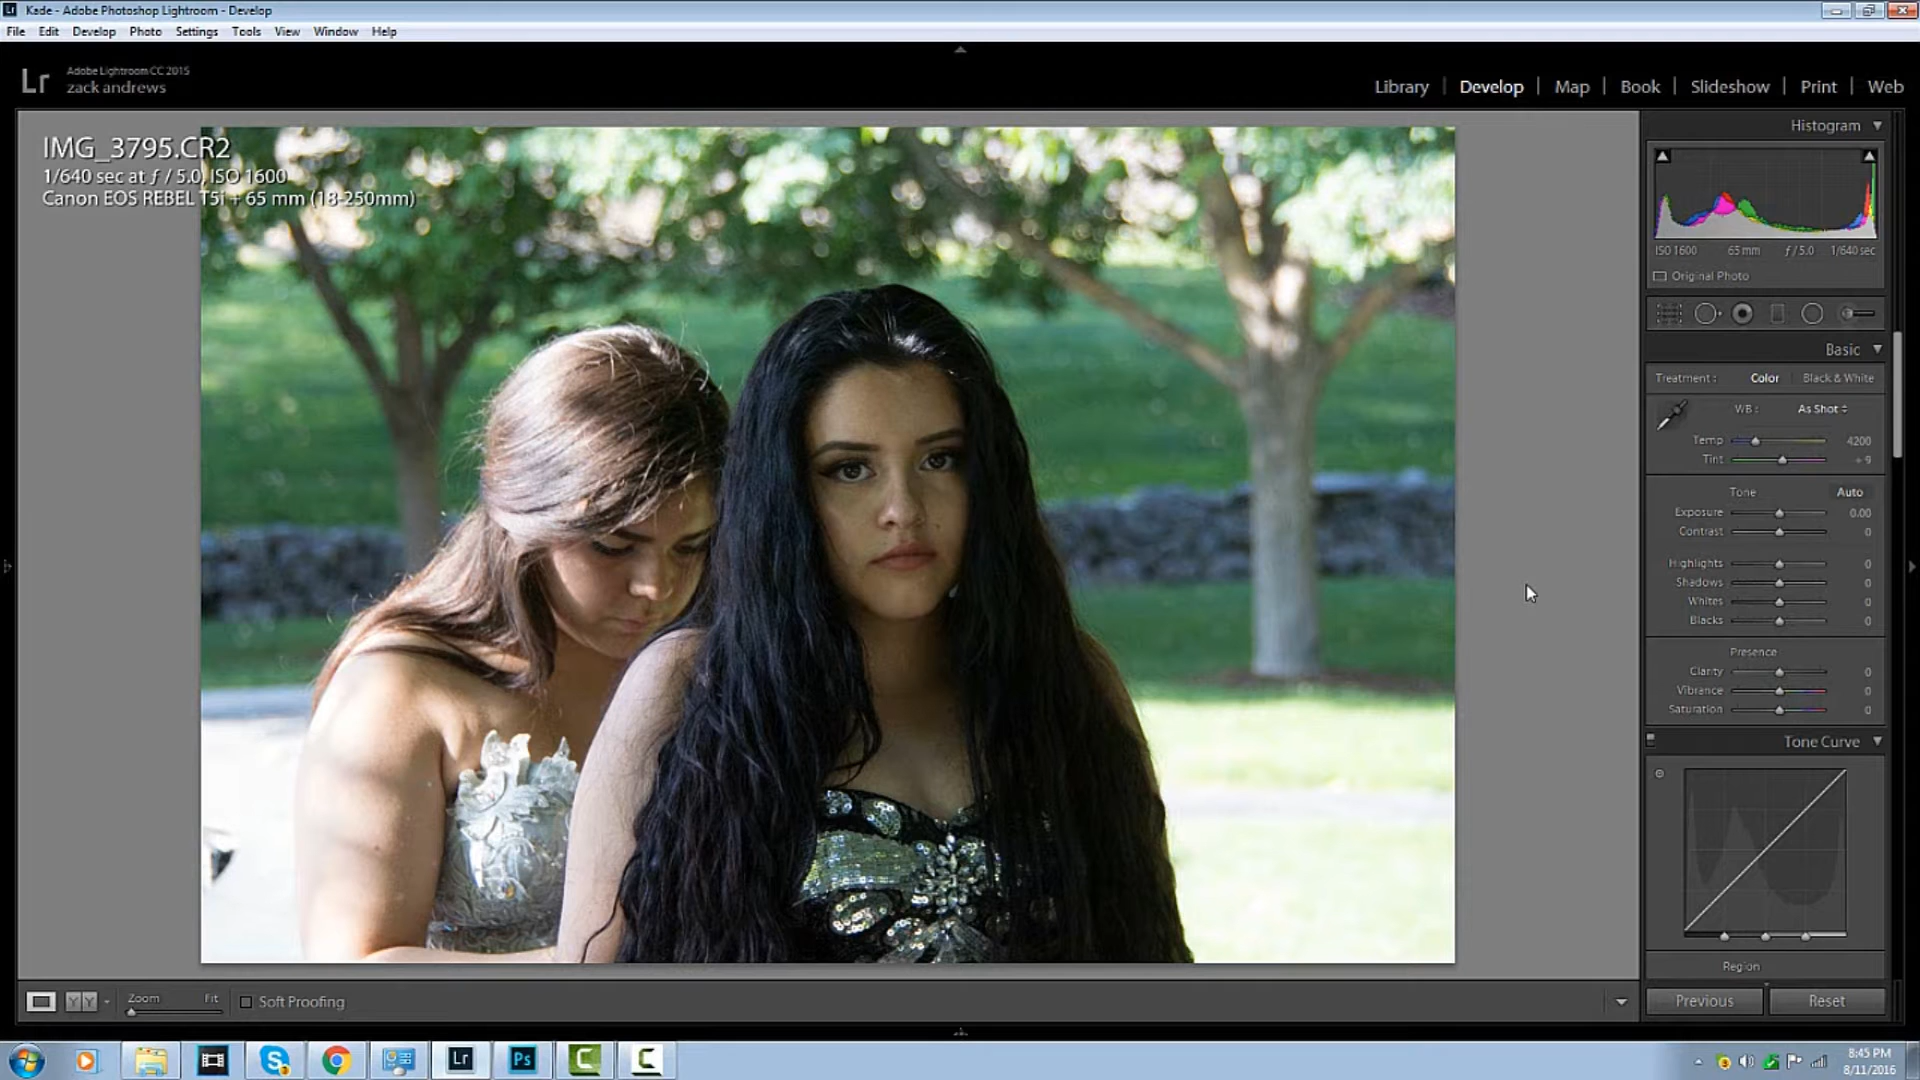 Kade - Adobe Photoshop Lightroom - Develop
File Edit Develop Photo Settings Tools View Window Help
Lr Adobe Lightroom CC 2015
zack andrews
Library | Develop | Map | Book | Slideshow | Print | Web
IMG_3795.CR2
1/640 sec at ƒ / 5.0, ISO 1600
Canon EOS REBEL T5i + 65 mm (18-250mm)
Histogram
ISO 1600 65 mm ƒ / 5.0 1/640 sec
Original Photo
Basic
Treatment : Color Black & White
WB : As Shot
Temp 4200
Tint + 9
Tone Auto
Exposure 0.00
Contrast 0
Highlights 0
Shadows 0
Whites 0
Blacks 0
Presence
Clarity 0
Vibrance 0
Saturation 0
Tone Curve
Region
Previous Reset
YY Zoom Fit Soft Proofing
Lr Ps C C
8:45 PM
8/11/2016